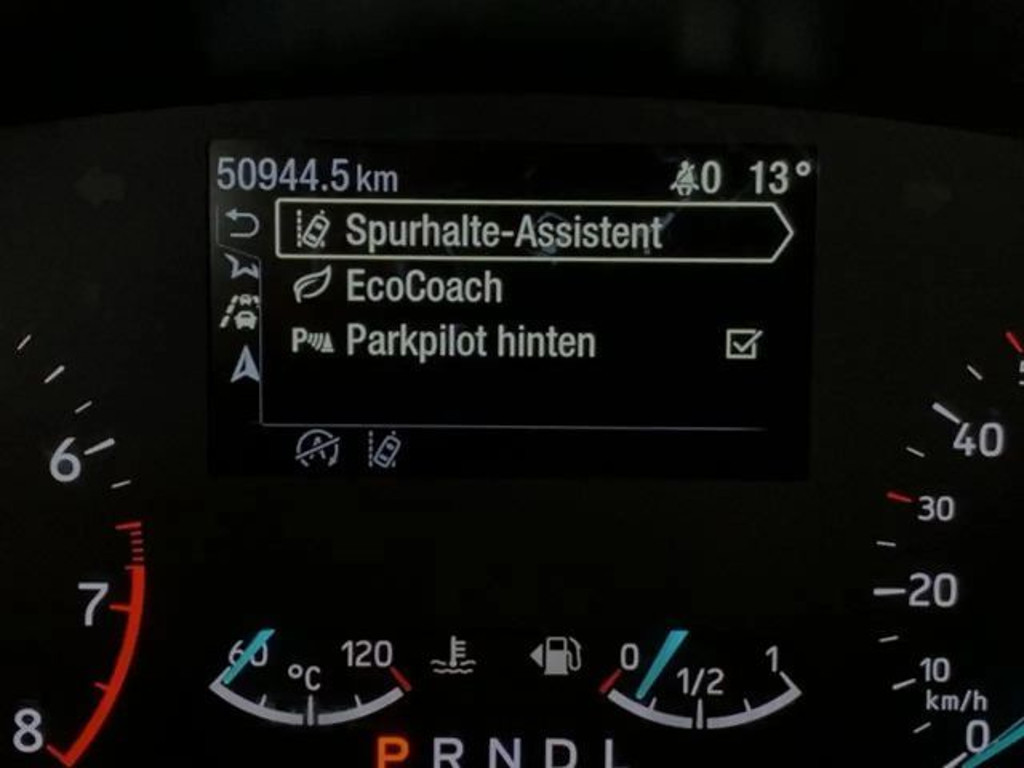 50944.5 km 0 13°
Spurhalte-Assistent
EcoCoach
P Parkpilot hinten
6
7
8
60 °C 120
0 1/2 1
40
30
20
10
km/h
0
P R N D L